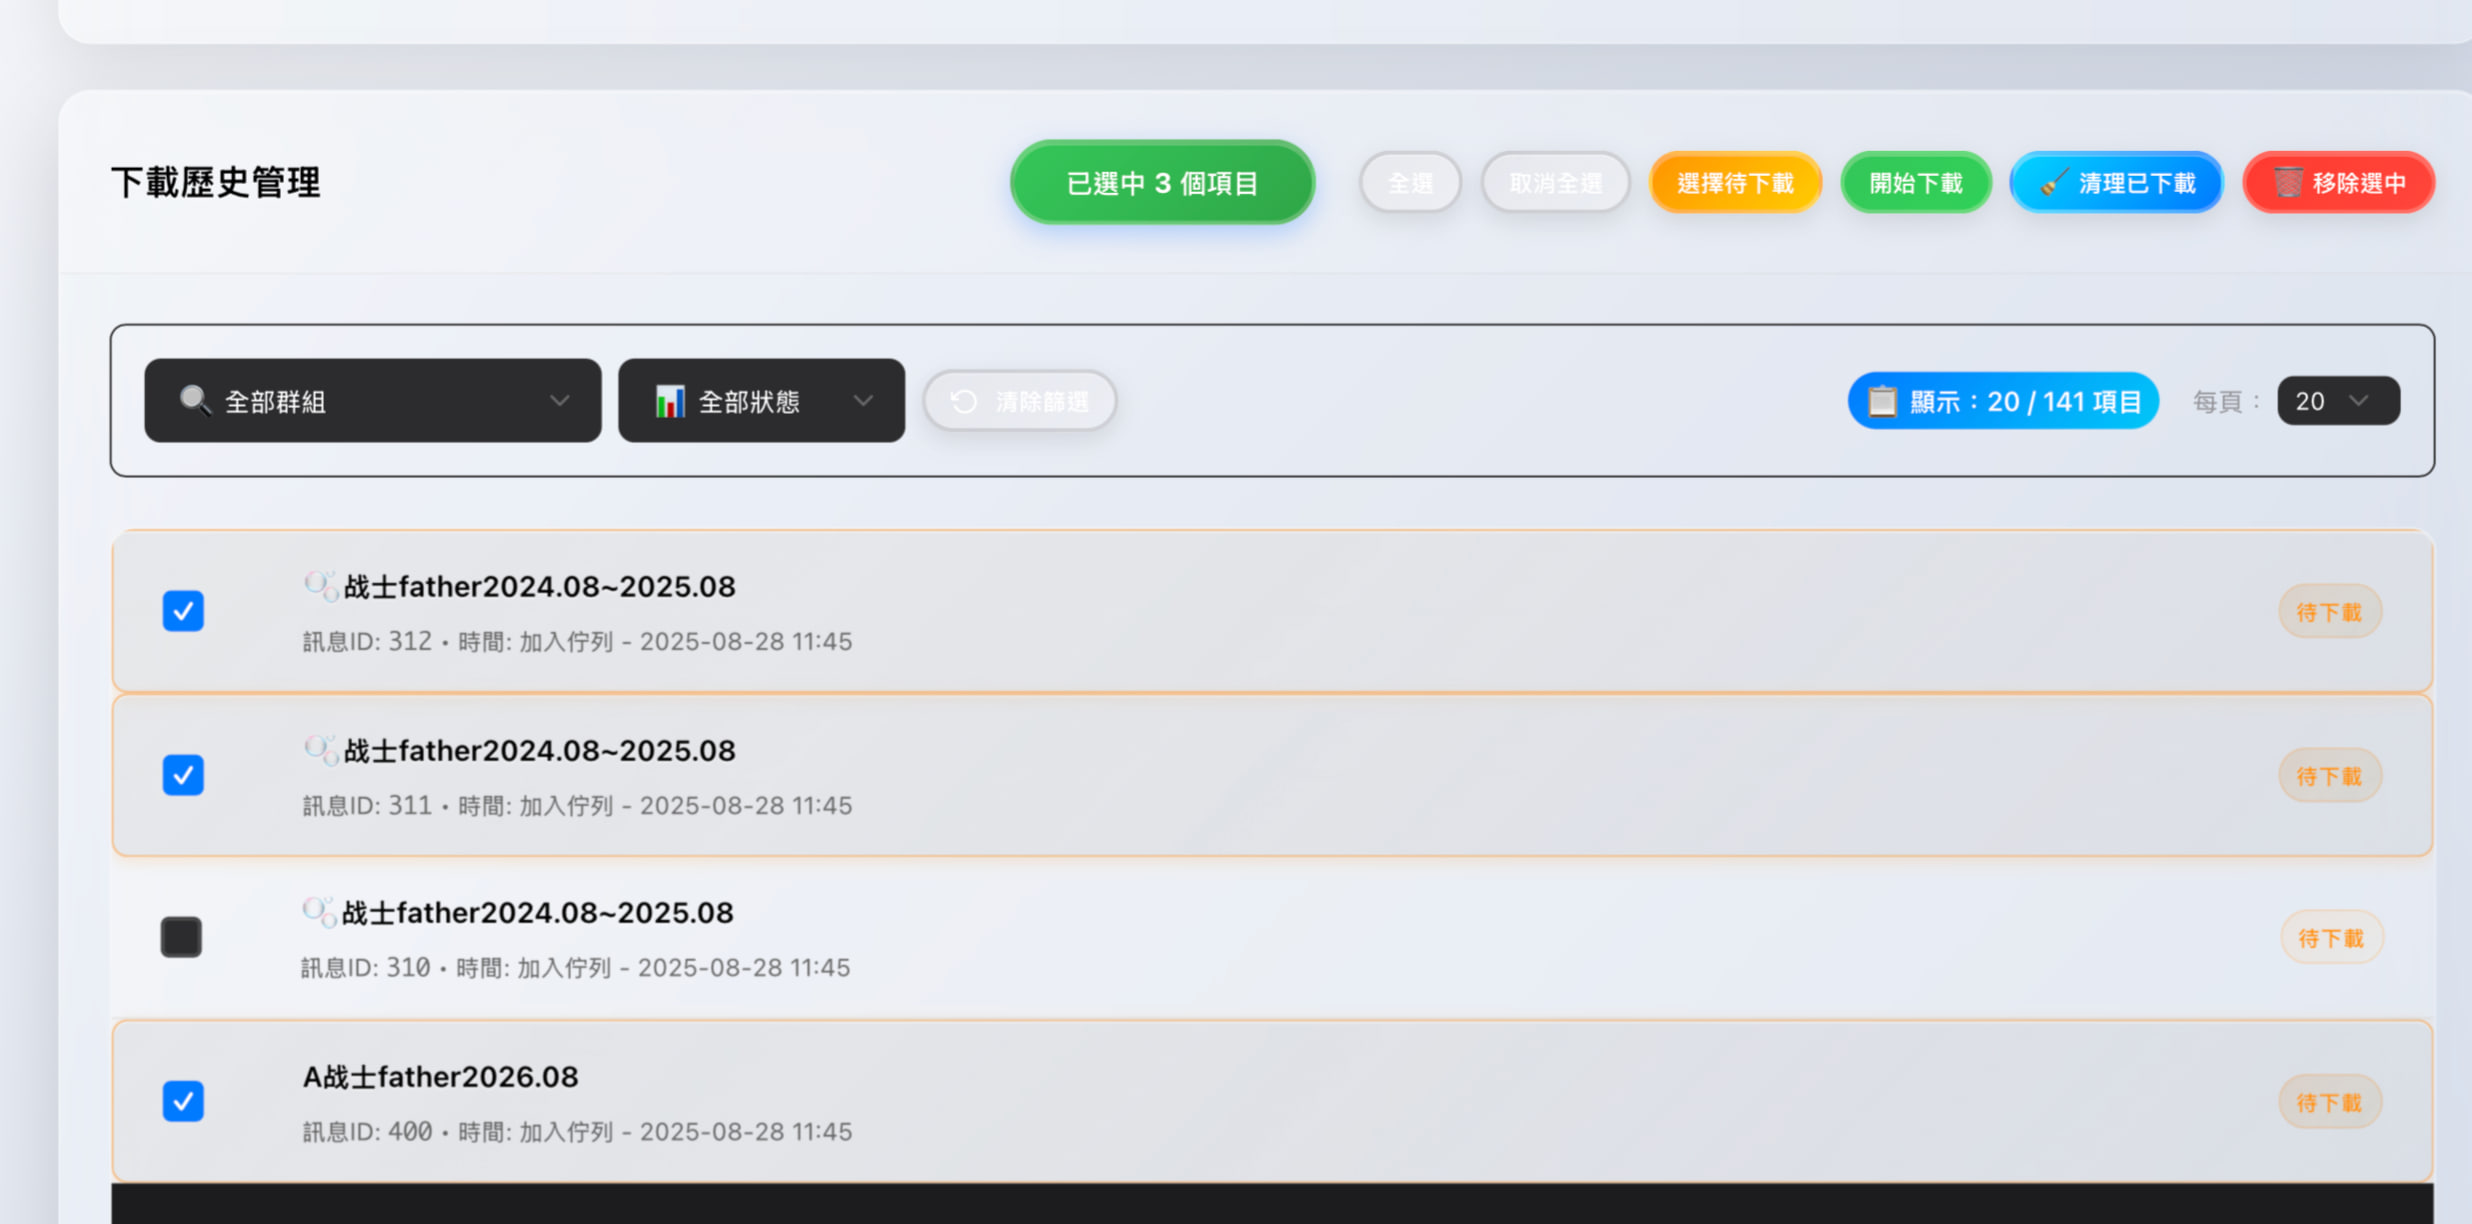 下載歷史管理
已選中 3 個項目
全選
取消全選
選擇待下載
開始下載
清理已下載
移除選中
全部群組
全部狀態
清除篩選
顯示：20 / 141 項目
每頁：
20
战士father2024.08~2025.08
訊息ID: 312 • 時間: 加入佇列 - 2025-08-28 11:45
待下載
战士father2024.08~2025.08
訊息ID: 311 • 時間: 加入佇列 - 2025-08-28 11:45
待下載
战士father2024.08~2025.08
訊息ID: 310 • 時間: 加入佇列 - 2025-08-28 11:45
待下載
A战士father2026.08
訊息ID: 400 • 時間: 加入佇列 - 2025-08-28 11:45
待下載